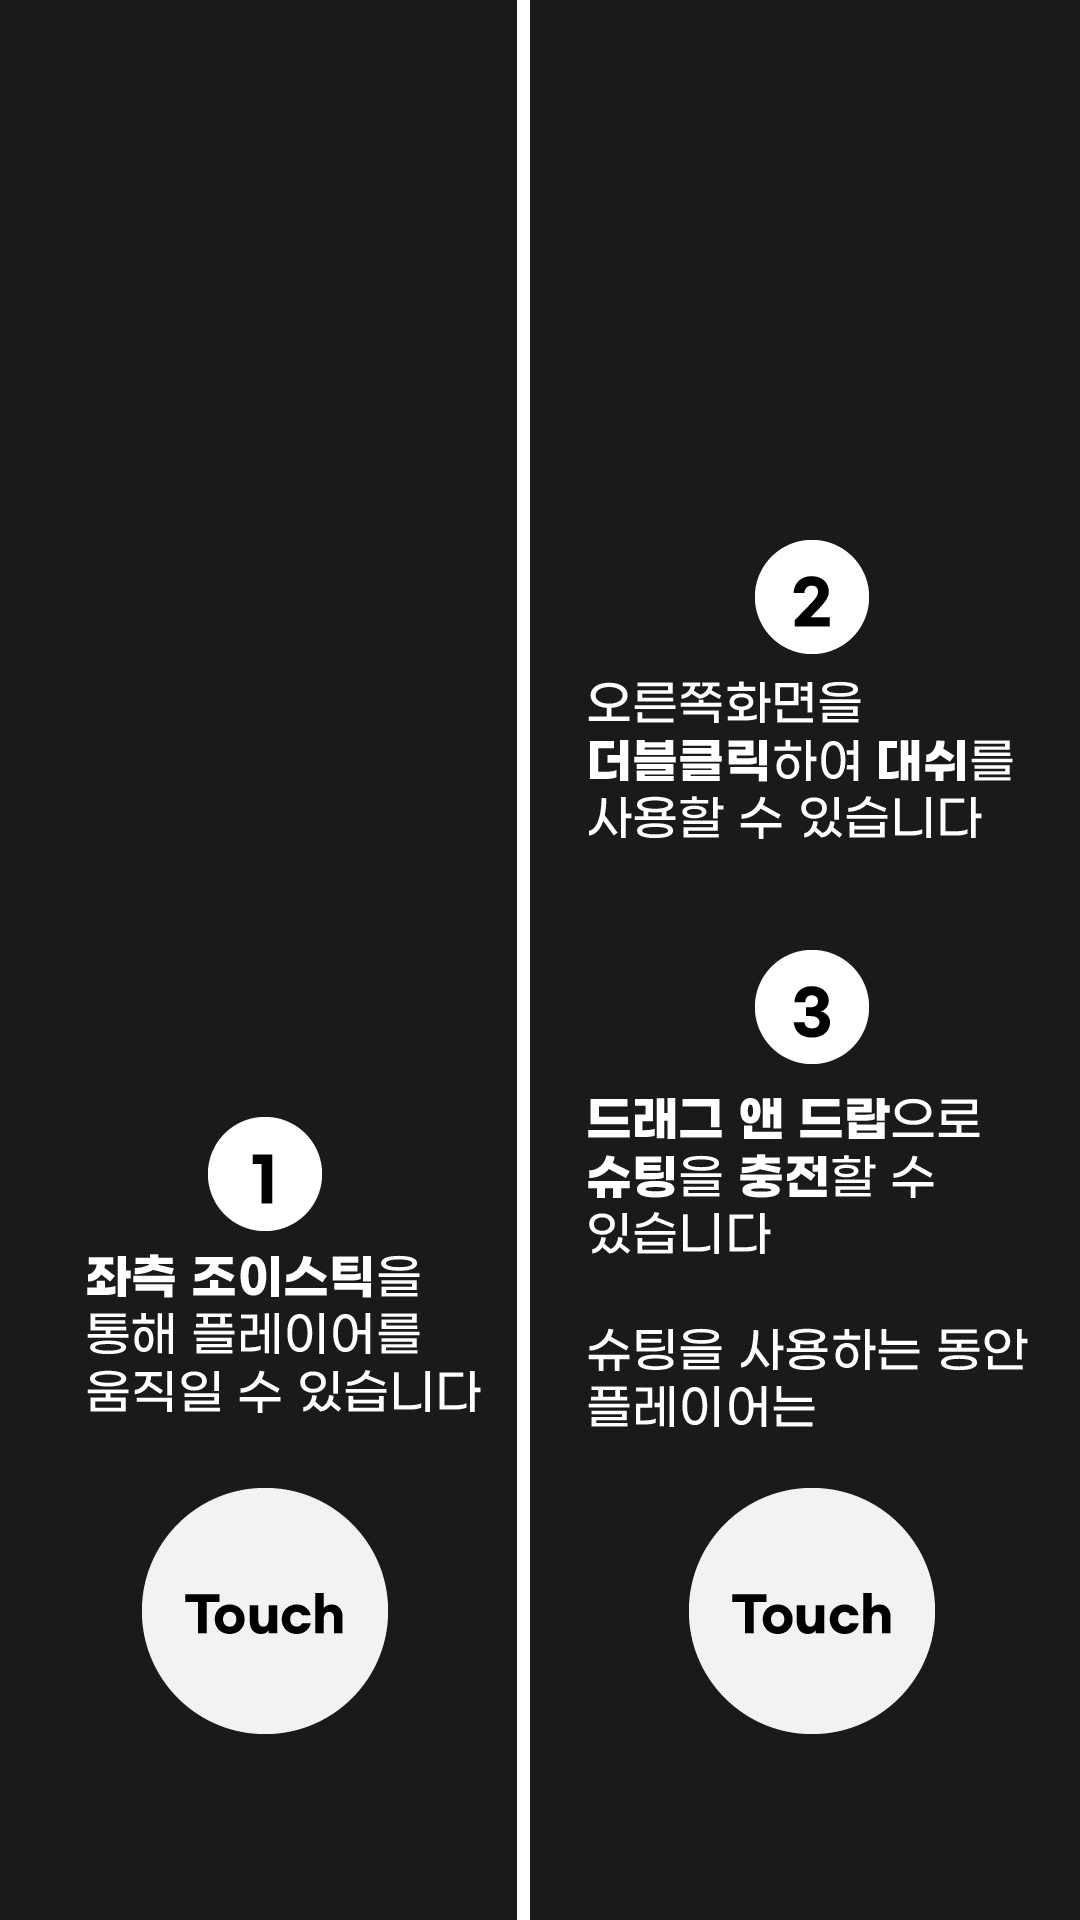 1
좌측 조이스틱을
통해 플레이어를
움직일 수 있습니다
Touch
2
오른쪽화면을
더블클릭하여 대쉬를
사용할 수 있습니다
3
드래그 앤 드랍으로
슈팅을 충전할 수
있습니다
슈팅을 사용하는 동안
플레이어는
Touch